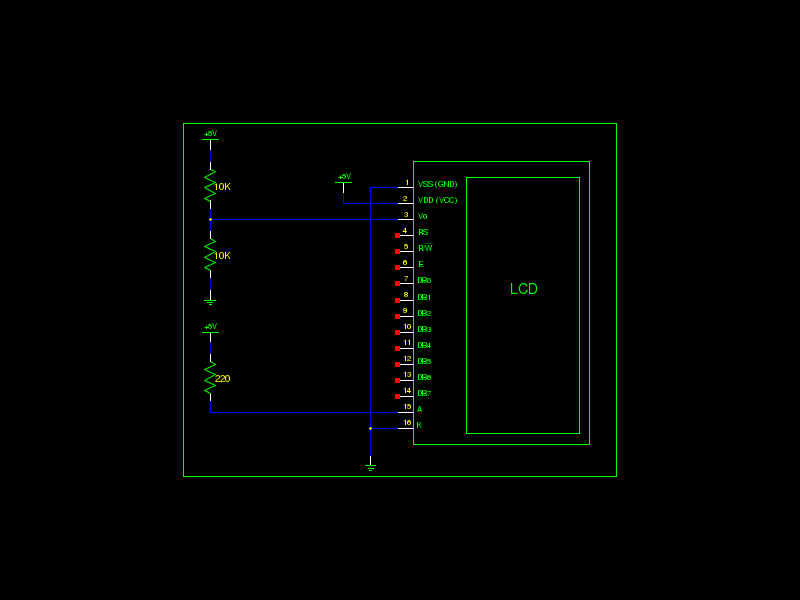 +5V
10K
10K
+5V
220
+5V
1 VSS (GND)
2 VDD (VCC)
3 Vo
4 RS
5 R/W
6 E
7 DB0
8 DB1
9 DB2
10 DB3
11 DB4
12 DB5
13 DB6
14 DB7
15 A
16 K
LCD